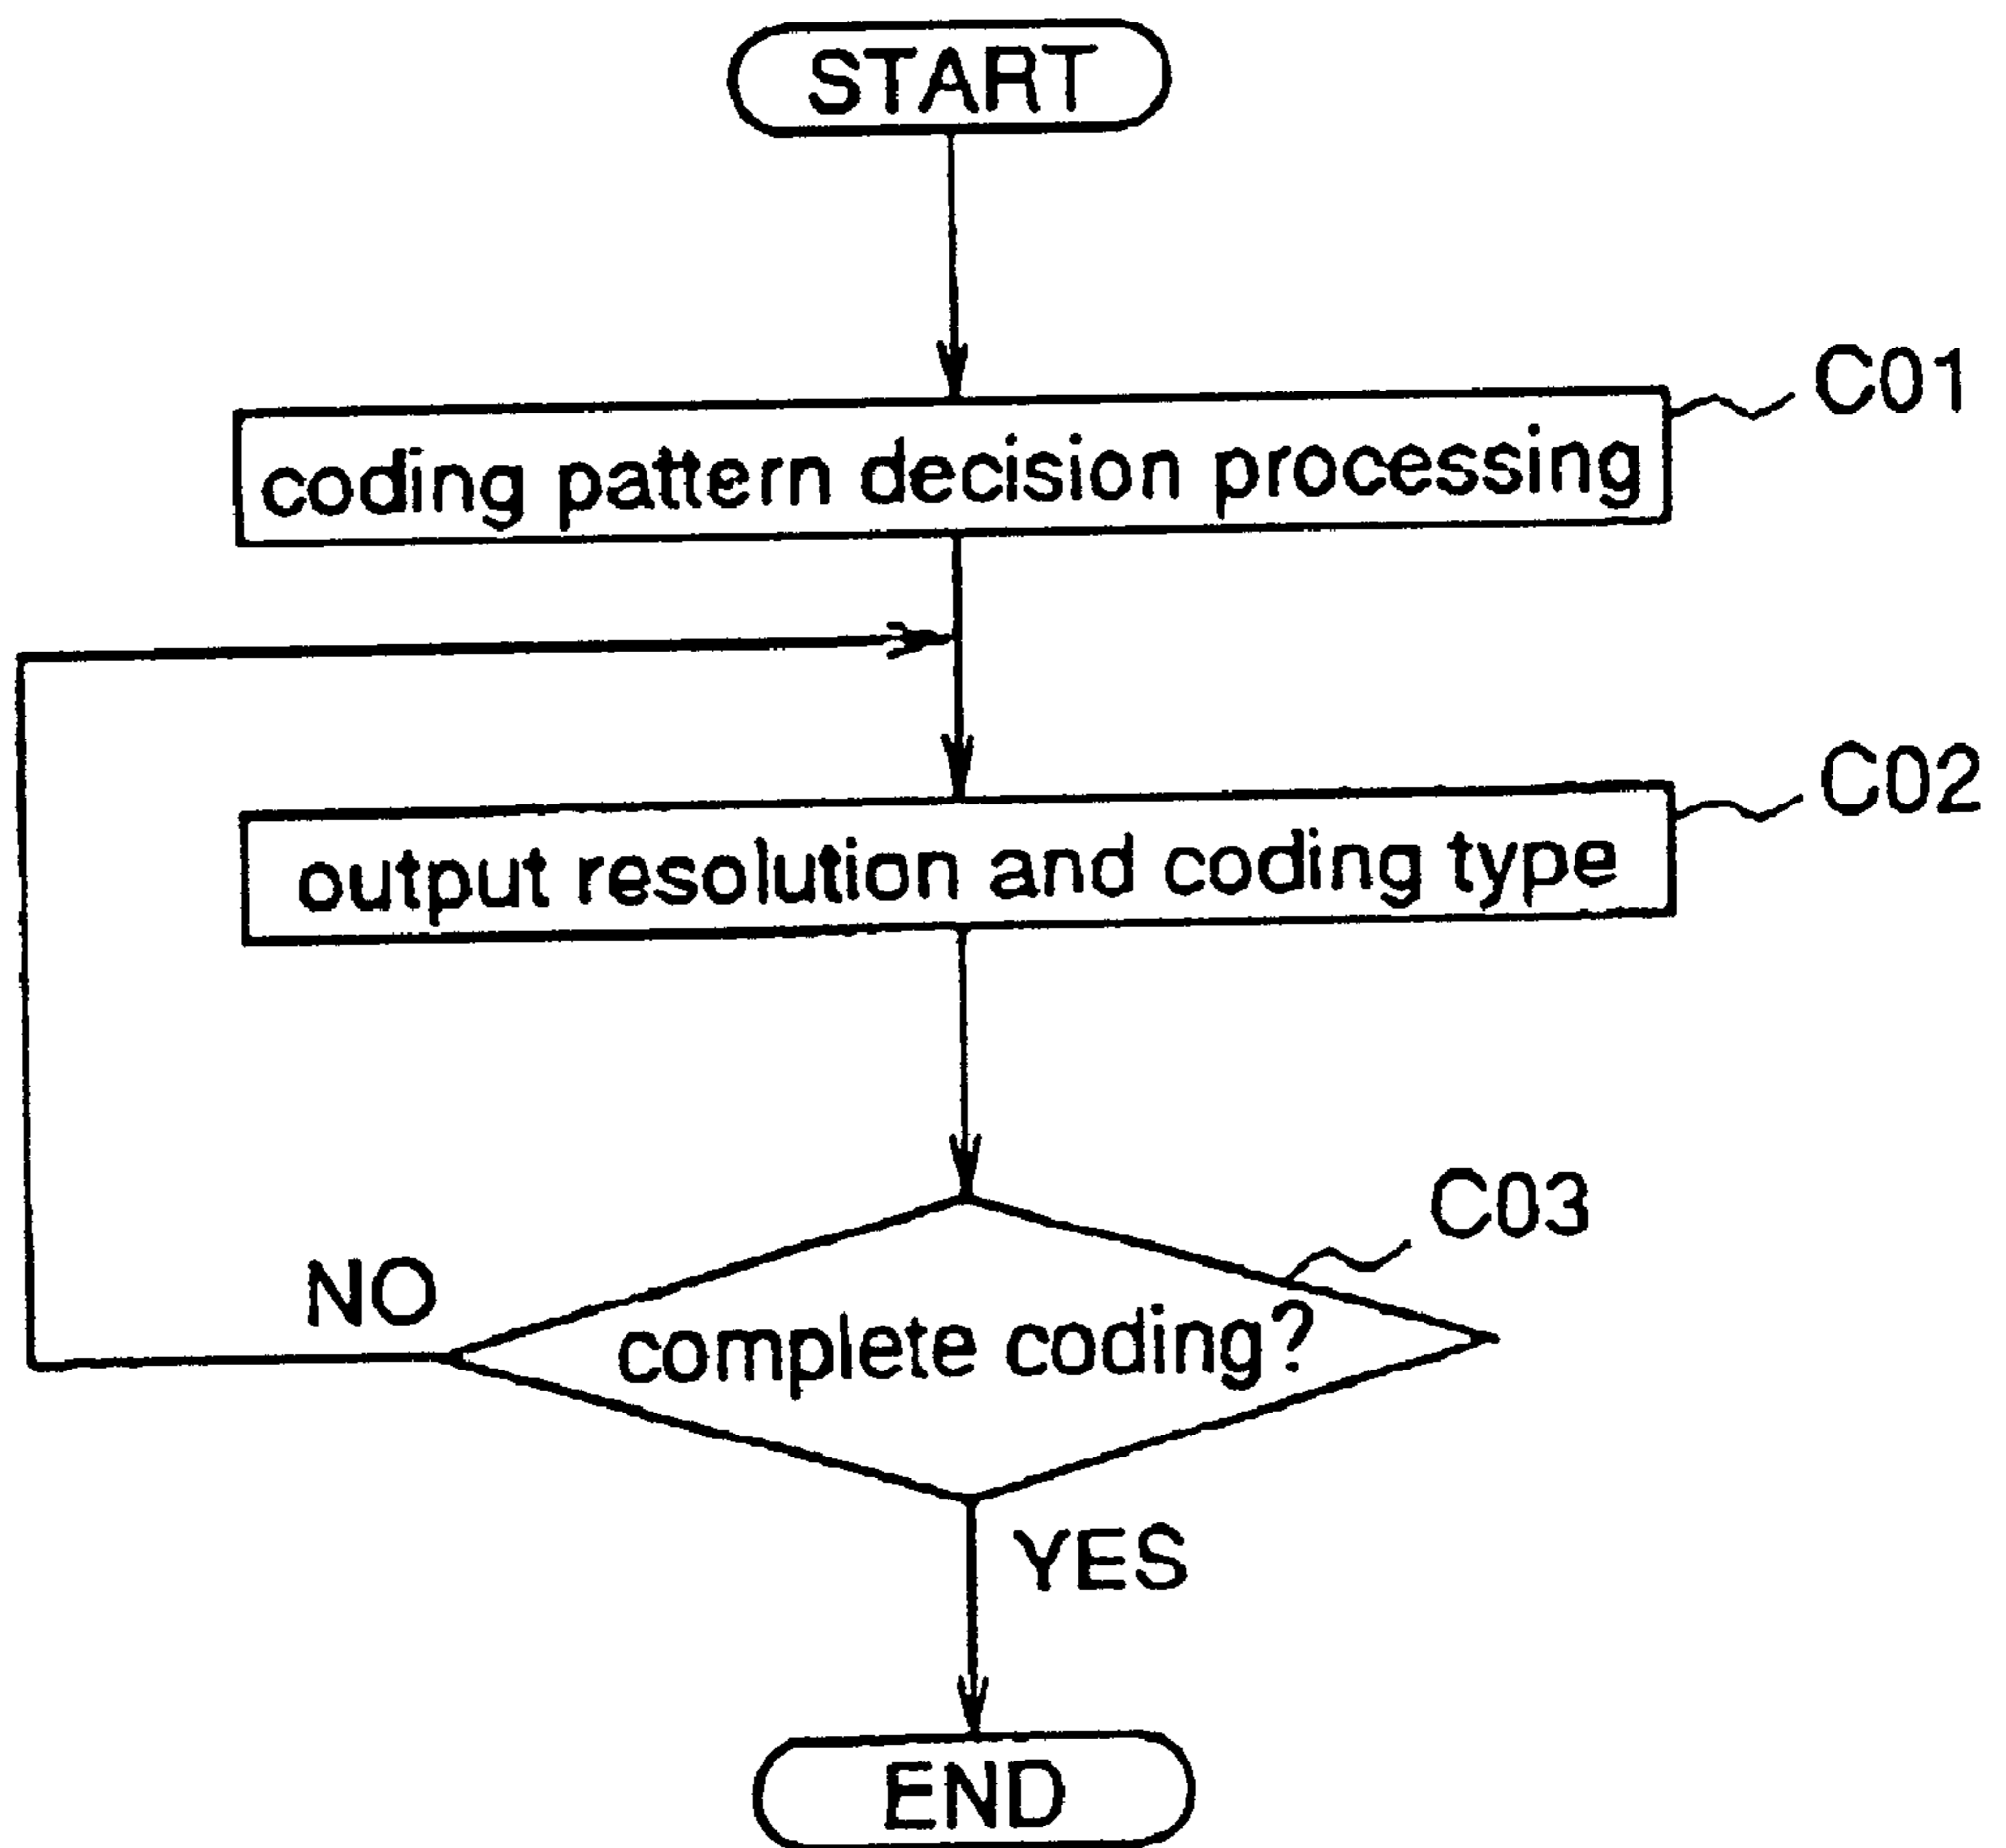 START
C01
coding pattern decision processing
C02
output resolution and coding type
C03
NO
complete coding?
YES
END